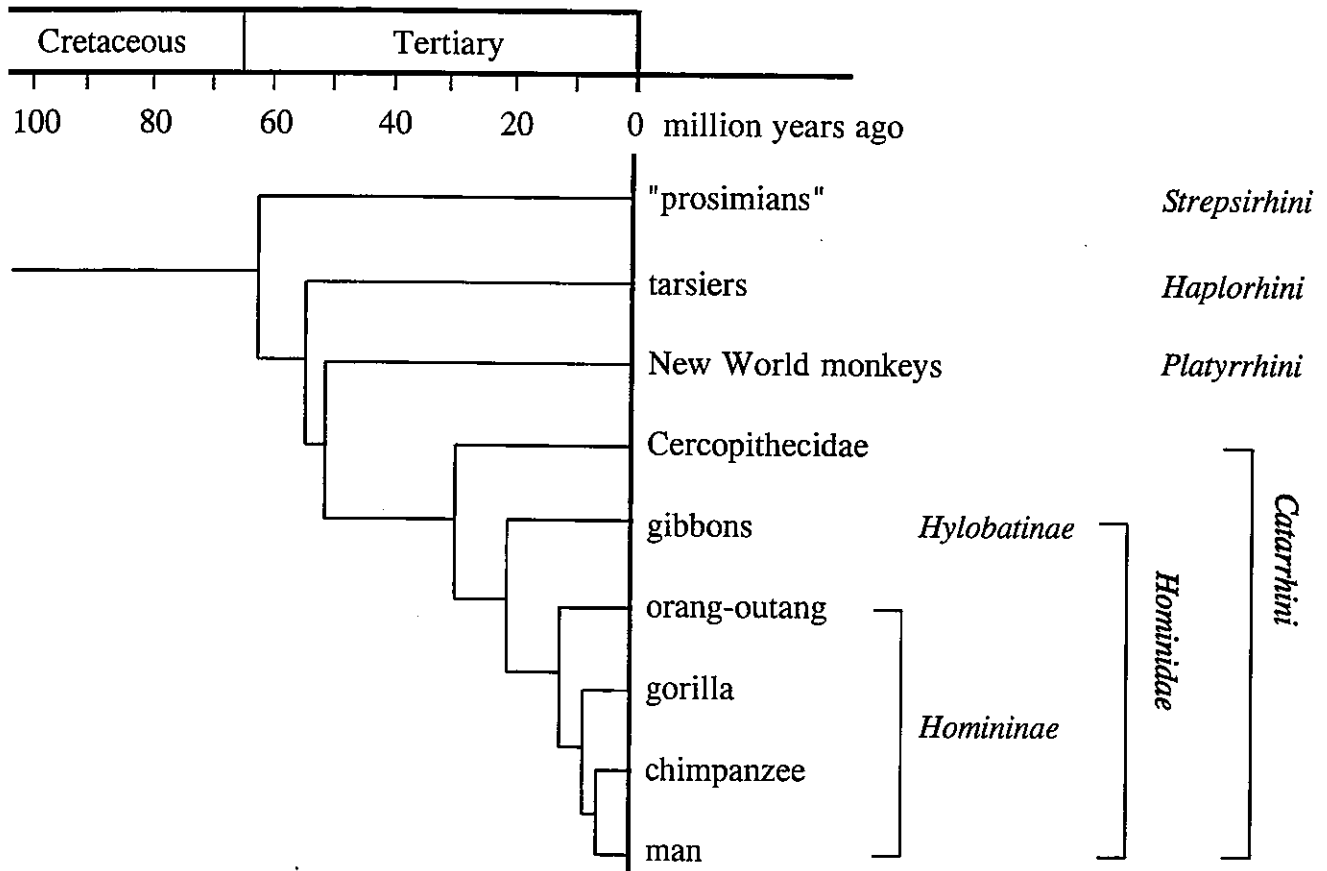 Cretaceous Tertiary
100 80 60 40 20 0 million years ago
"prosimians" Strepsirhini
tarsiers Haplorhini
New World monkeys Platyrrhini
Cercopithecidae
gibbons Hylobatinae
orang-outang
gorilla
Homininae
chimpanzee
man
Hominidae
Catarrhini